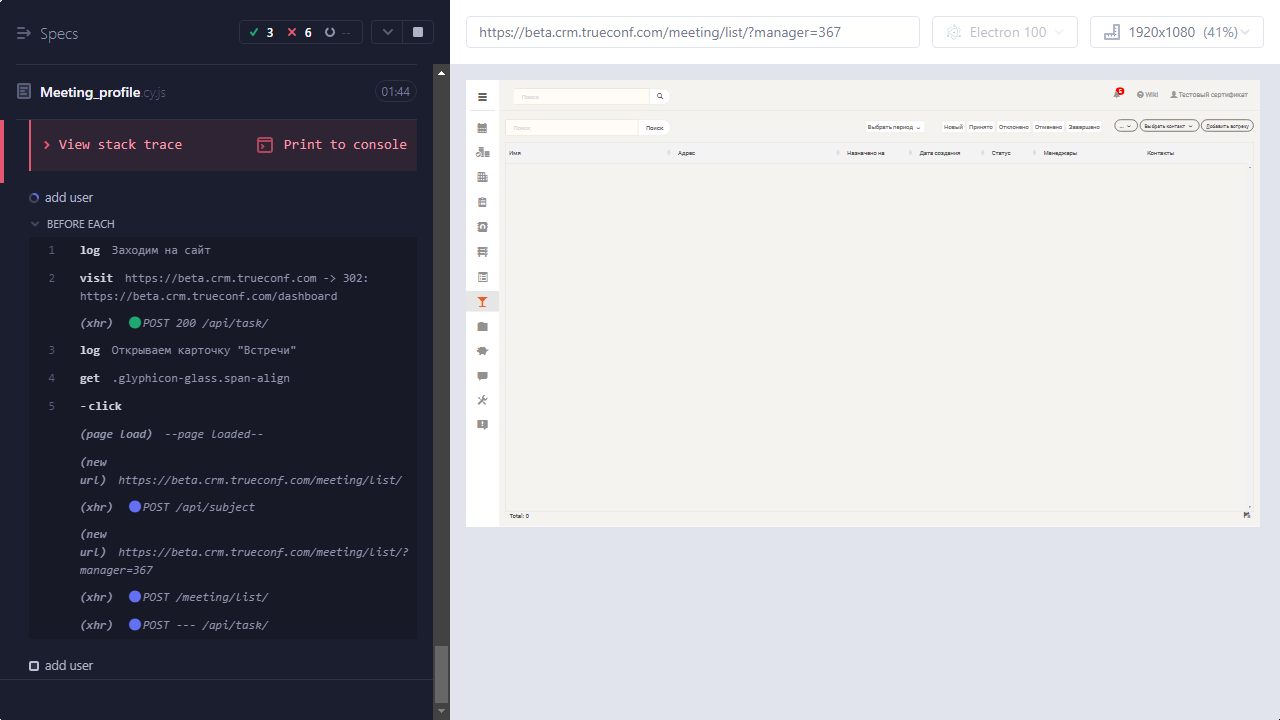 Specs
3 6 --
Meeting_profile.cy.js
01:44
View stack trace
Print to console
add user
BEFORE EACH
1 log Заходим на сайт
2 visit https://beta.crm.trueconf.com -> 302:
https://beta.crm.trueconf.com/dashboard
(xhr) POST 200 /api/task/
3 log Открываем карточку "Встречи"
4 get .glyphicon-glass.span-align
5 -click
(page load) --page loaded--
(new
url) https://beta.crm.trueconf.com/meeting/list/
(xhr) POST /api/subject
(new
url) https://beta.crm.trueconf.com/meeting/list/?
manager=367
(xhr) POST /meeting/list/
(xhr) POST --- /api/task/
add user
https://beta.crm.trueconf.com/meeting/list/?manager=367
Electron 100
1920x1080 (41%)
Поиск
Wiki
Тестовый сертификат
Поиск
Поиск
Выбрать период
Новый Принято Отклонено Отменено Завершено
...
Выбрать контакт
Добавить встречу
Имя Адрес Назначено на Дата создания Статус Менеджеры Контакты
Total: 0